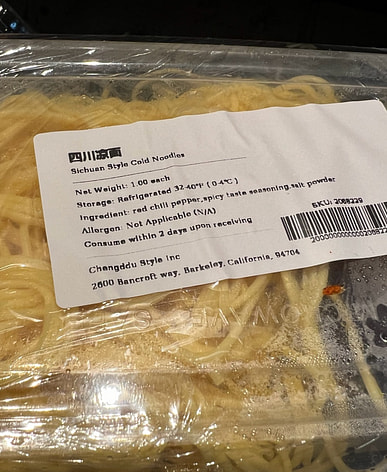 四川凉面
Sichuan Style Cold Noodles
Net Weight: 1.00 each
Storage: Refrigerated 32-40°F ( 0-4°C )
Ingredient: red chili pepper,spicy taste seasoning,salt powder
Allergen: Not Applicable (N/A)
Consume within 2 days upon receiving
SKU: 2068229
Chengddu Style Inc
2600 Bancroft way, Barkeley, California, 94704